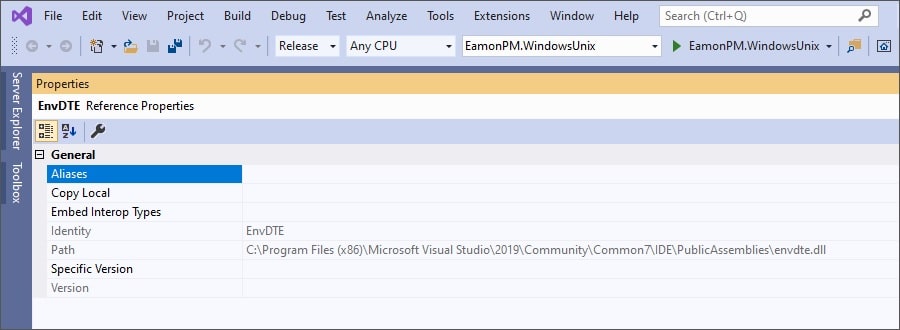 File Edit View Project Build Debug Test Analyze Tools Extensions Window Help Search (Ctrl+Q)
Release Any CPU EamonPM.WindowsUnix EamonPM.WindowsUnix
Server Explorer
Toolbox
Properties
EnvDTE Reference Properties
General
Aliases
Copy Local
Embed Interop Types
Identity EnvDTE
Path C:\Program Files (x86)\Microsoft Visual Studio\2019\Community\Common7\IDE\PublicAssemblies\envdte.dll
Specific Version
Version